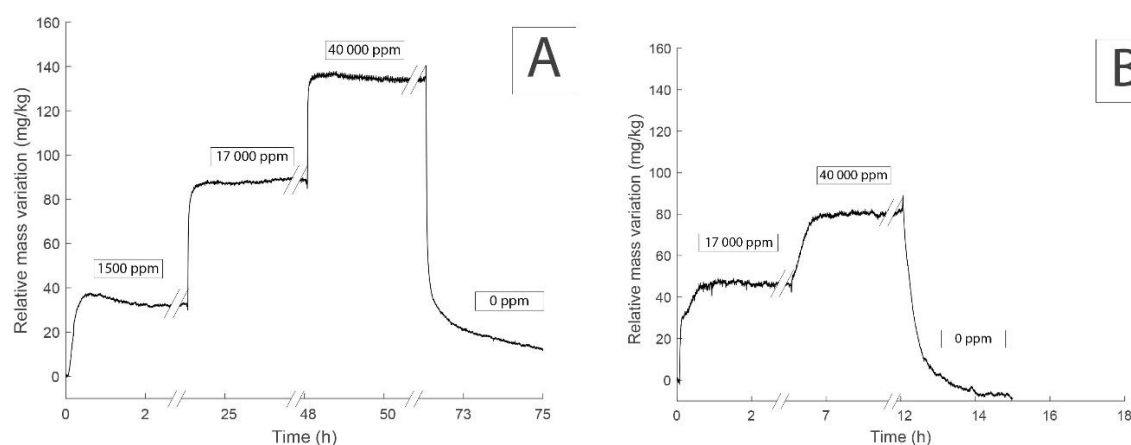 A
160
140
120
100
80
60
40
20
0
Relative mass variation (mg/kg)
1500 ppm
17 000 ppm
40 000 ppm
0 ppm
0 2 25 48 50 73 75
Time (h)
B
160
140
120
100
80
60
40
20
0
Relative mass variation (mg/kg)
17 000 ppm
40 000 ppm
0 ppm
0 2 7 12 14 16 18
Time (h)